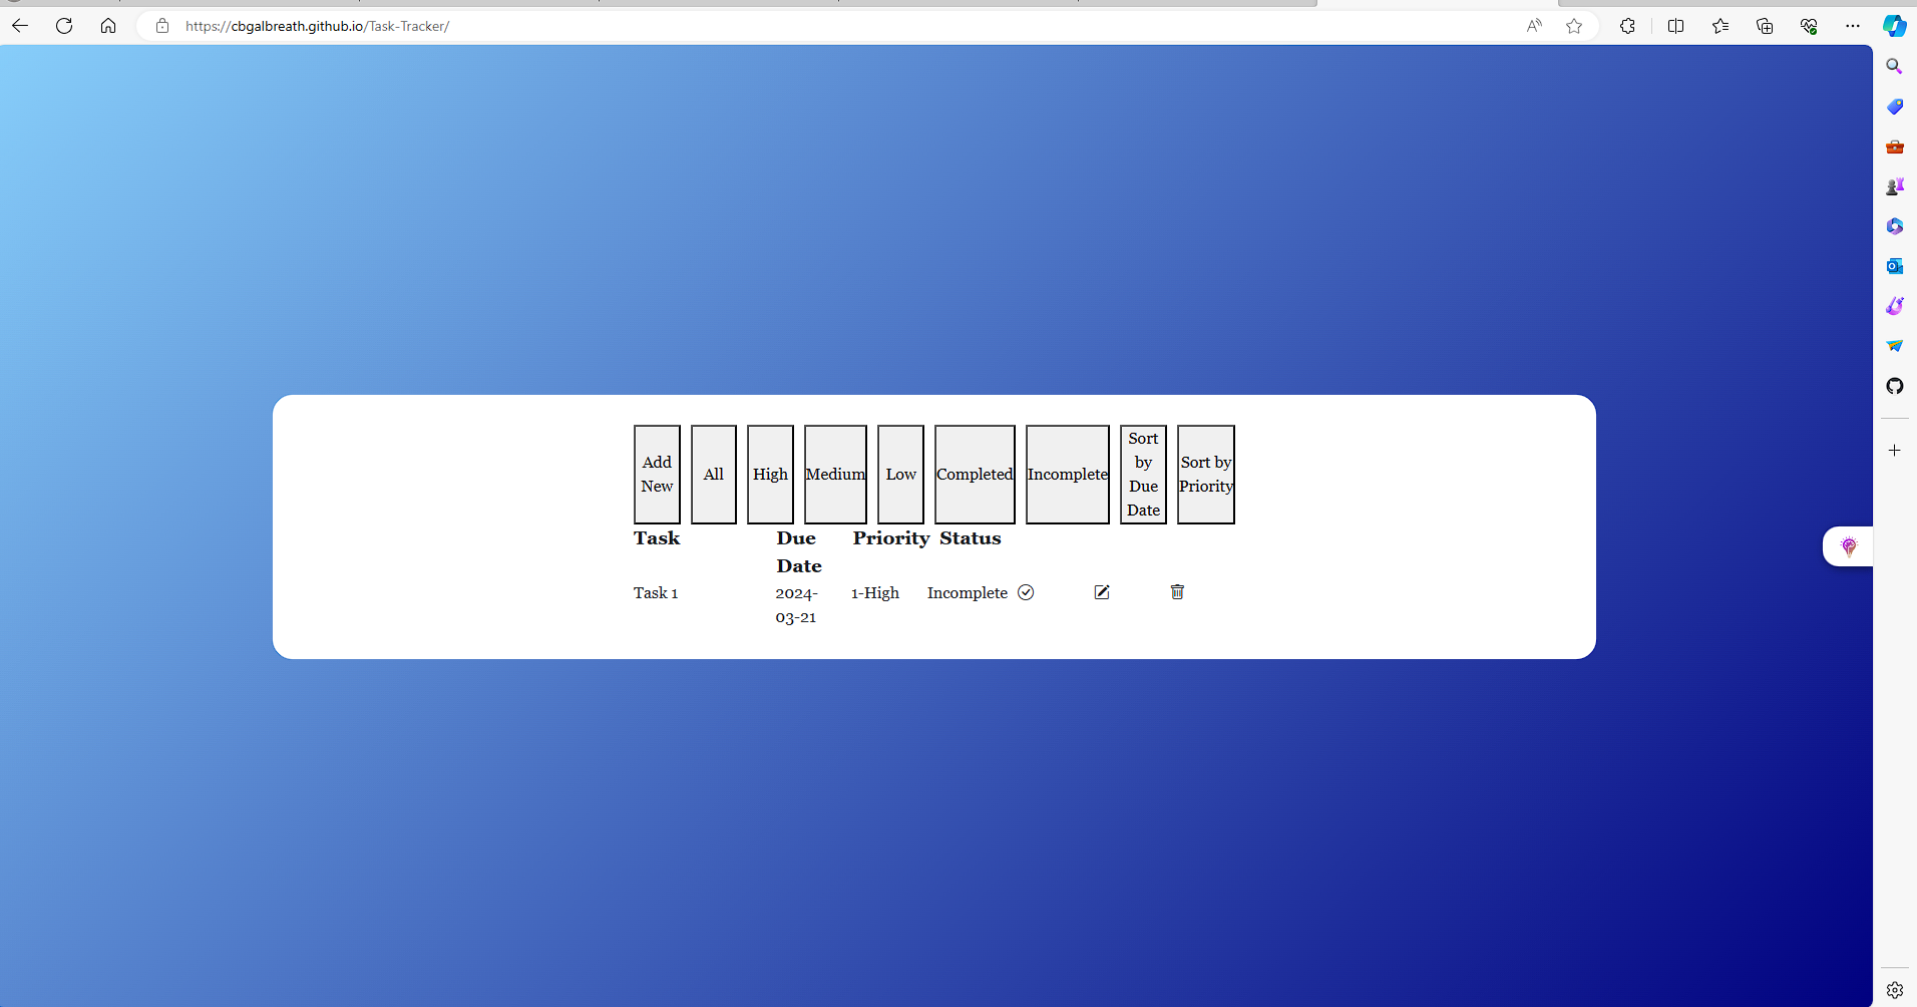 https://cbgalbreath.github.io/Task-Tracker/
Add
New
All
High
Medium
Low
Completed
Incomplete
Sort
by
Due
Date
Sort by
Priority
Task
Due
Date
Priority
Status
Task 1
2024-
03-21
1-High
Incomplete